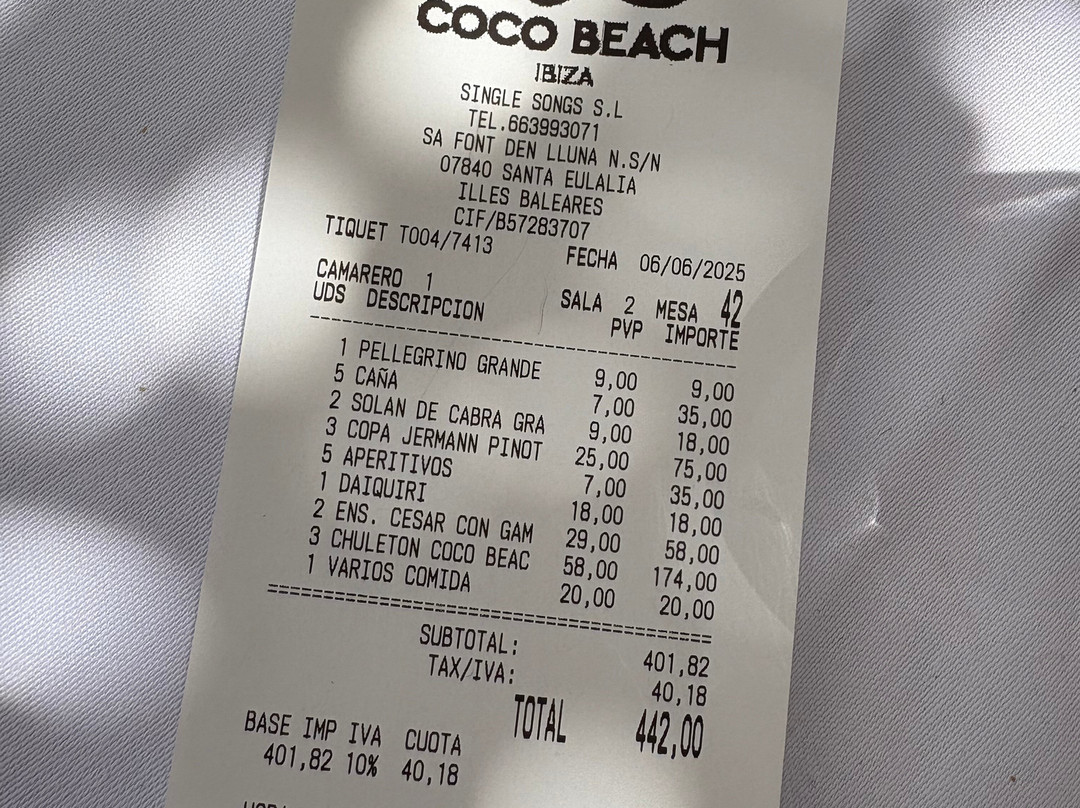 COCO BEACH
IBIZA
SINGLE SONGS S.L
TEL.663993071
SA FONT DEN LLUNA N.S/N
07840 SANTA EULALIA
ILLES BALEARES
CIF/B57283707
TIQUET T004/7413 FECHA 06/06/2025
CAMARERO 1 SALA 2 MESA 42
UDS DESCRIPCION PVP IMPORTE
1 PELLEGRINO GRANDE 9,00 9,00
5 CAÑA 7,00 35,00
2 SOLAN DE CABRA GRA 9,00 18,00
3 COPA JERMANN PINOT 25,00 75,00
5 APERITIVOS 7,00 35,00
1 DAIQUIRI 18,00 18,00
2 ENS. CESAR CON GAM 29,00 58,00
3 CHULETON COCO BEAC 58,00 174,00
1 VARIOS COMIDA 20,00 20,00
SUBTOTAL: 401,82
TAX/IVA: 40,18
TOTAL 442,00
BASE IMP IVA CUOTA
401,82 10% 40,18